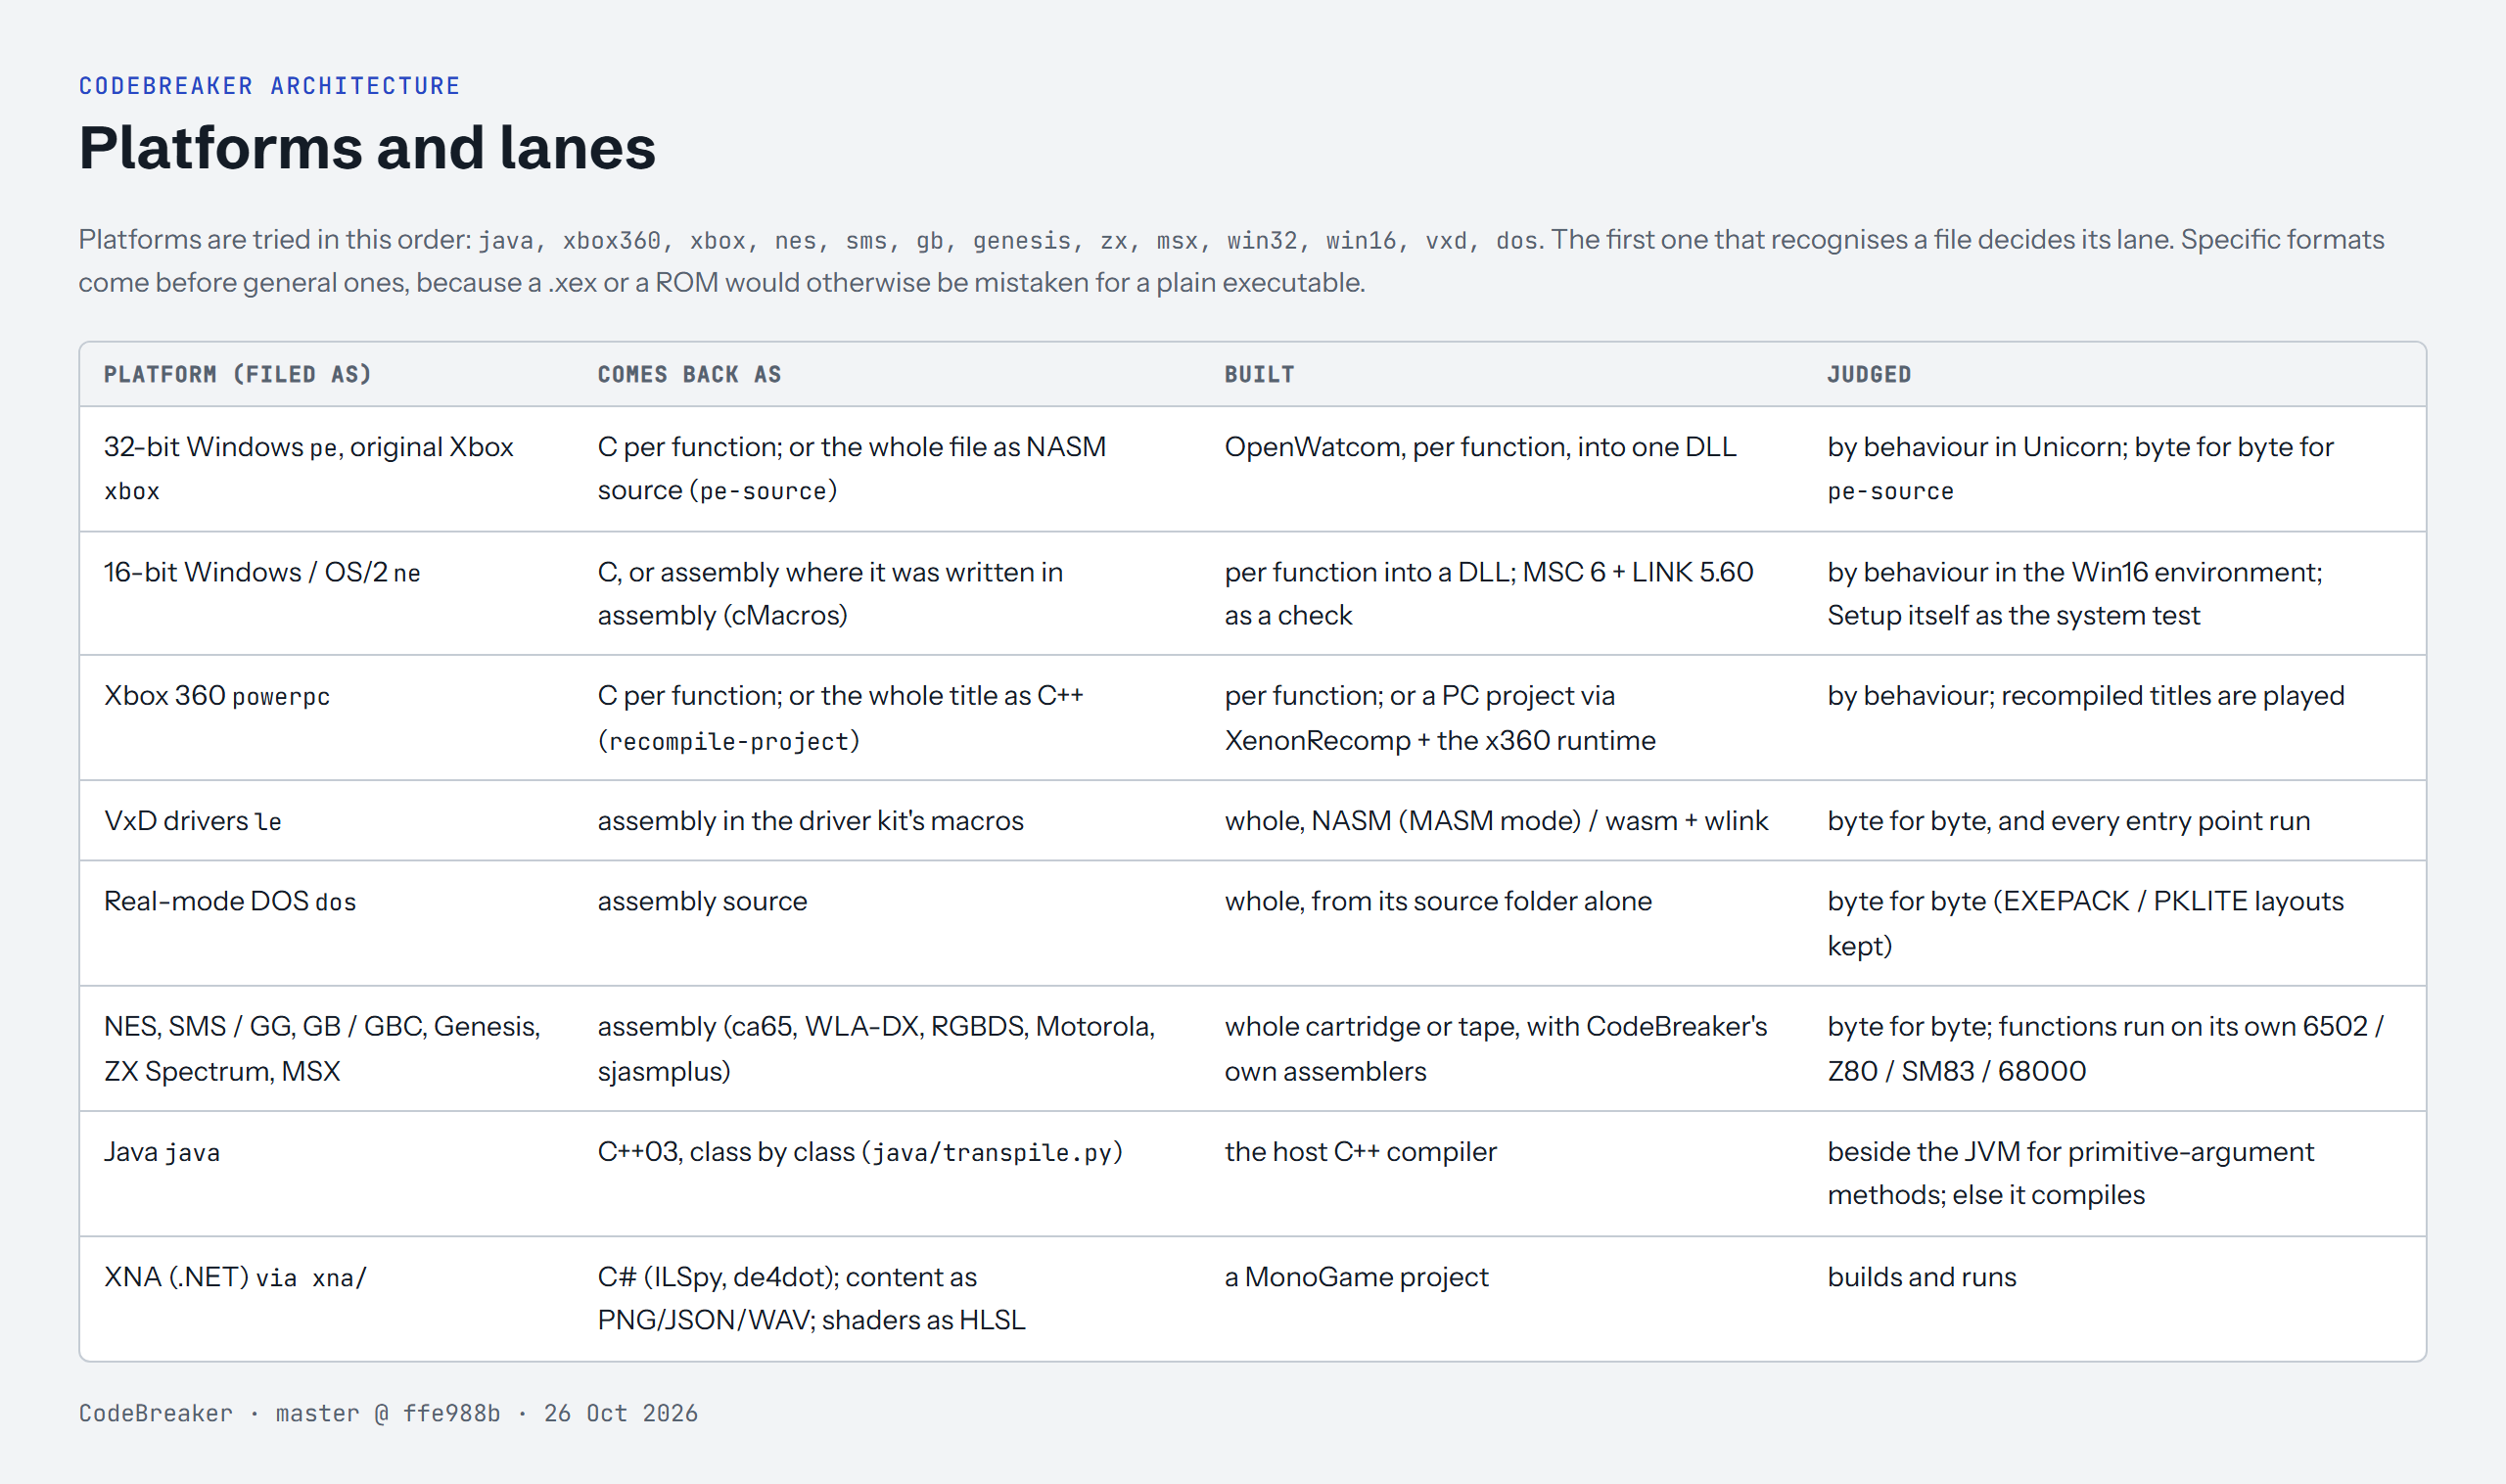 CODEBREAKER ARCHITECTURE
Platforms and lanes
Platforms are tried in this order: java, xbox360, xbox, nes, sms, gb, genesis, zx, msx, win32, win16, vxd, dos. The first one that recognises a file decides its lane. Specific formats
come before general ones, because a .xex or a ROM would otherwise be mistaken for a plain executable.
PLATFORM (FILED AS) COMES BACK AS BUILT JUDGED
32-bit Windows pe, original Xbox C per function; or the whole file as NASM OpenWatcom, per function, into one DLL by behaviour in Unicorn; byte for byte for
xbox source (pe-source) pe-source
16-bit Windows / OS/2 ne C, or assembly where it was written in per function into a DLL; MSC 6 + LINK 5.60 by behaviour in the Win16 environment;
assembly (cMacros) as a check Setup itself as the system test
Xbox 360 powerpc C per function; or the whole title as C++ per function; or a PC project via by behaviour; recompiled titles are played
(recompile-project) XenonRecomp + the x360 runtime
VxD drivers le assembly in the driver kit's macros whole, NASM (MASM mode) / wasm + wlink byte for byte, and every entry point run
Real-mode DOS dos assembly source whole, from its source folder alone byte for byte (EXEPACK / PKLITE layouts
kept)
NES, SMS / GG, GB / GBC, Genesis, assembly (ca65, WLA-DX, RGBDS, Motorola, whole cartridge or tape, with CodeBreaker's byte for byte; functions run on its own 6502 /
ZX Spectrum, MSX sjasmplus) own assemblers Z80 / SM83 / 68000
Java java C++03, class by class (java/transpile.py) the host C++ compiler beside the JVM for primitive-argument
methods; else it compiles
XNA (.NET) via xna/ C# (ILSpy, de4dot); content as a MonoGame project builds and runs
PNG/JSON/WAV; shaders as HLSL
CodeBreaker · master @ ffe988b · 26 Oct 2026